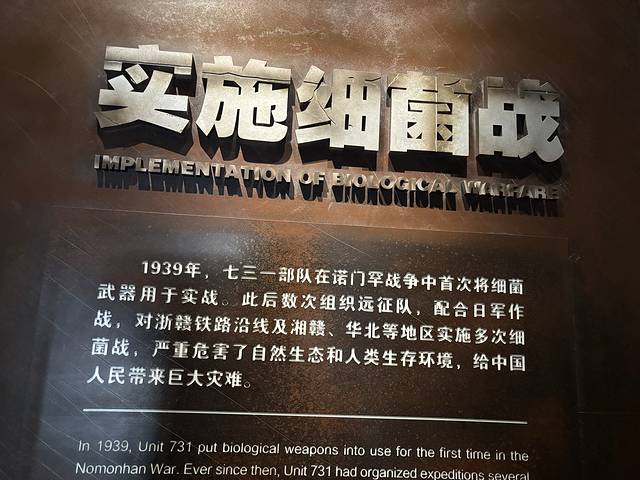 实施细菌战
IMPLEMENTATION OF BIOLOGICAL WARFARE
1939年，七三一部队在诺门罕战争中首次将细菌
武器用于实战。此后数次组织远征队，配合日军作
战，对浙赣铁路沿线及湘赣、华北等地区实施多次细
菌战，严重危害了自然生态和人类生存环境，给中国
人民带来巨大灾难。
In 1939, Unit 731 put biological weapons into use for the first time in the
Nomonhan War. Ever since then, Unit 731 had organized expeditions several